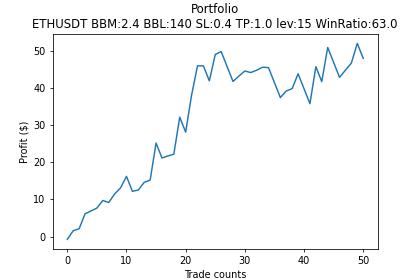 Portfolio
ETHUSDT BBM:2.4 BBL:140 SL:0.4 TP:1.0 lev:15 WinRatio:63.0
50
40
30
20
10
0
Profit ($)
0 10 20 30 40 50
Trade counts